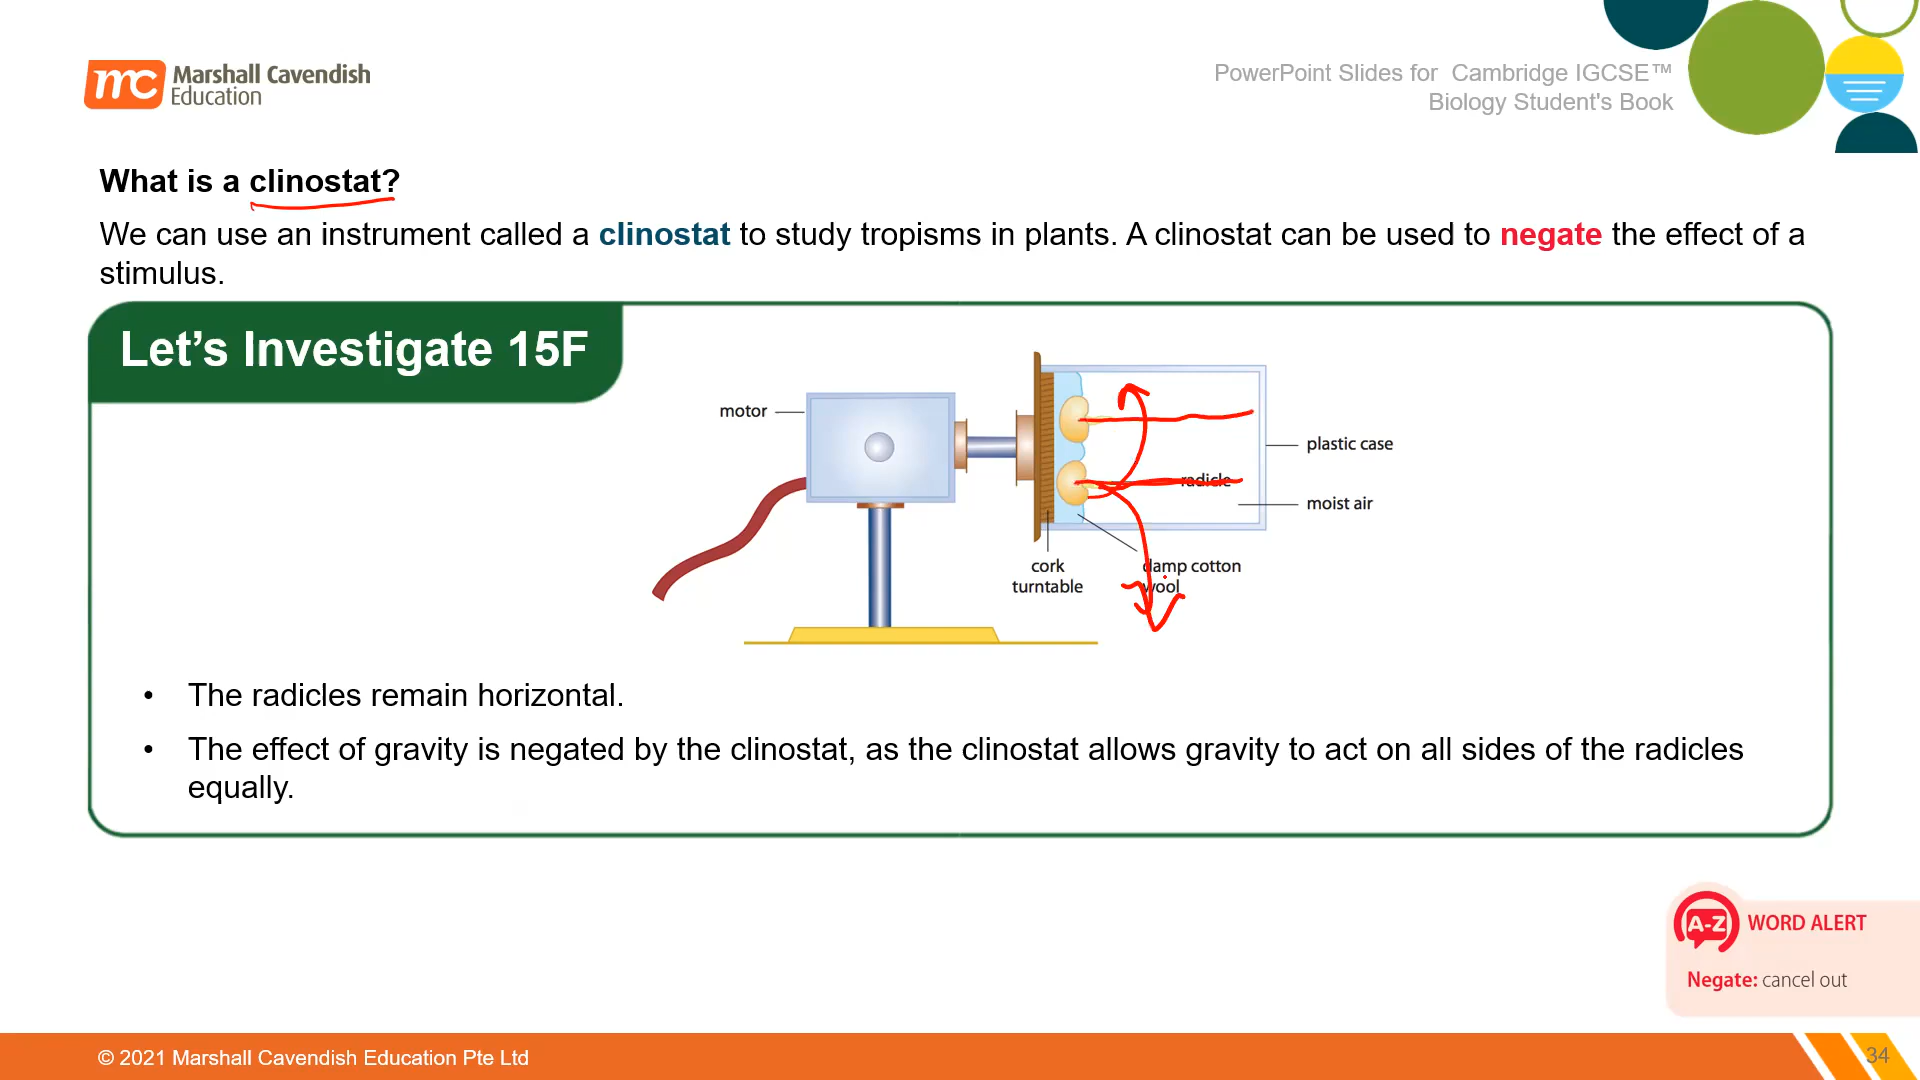 mc Marshall Cavendish
Education
PowerPoint Slides for Cambridge IGCSE™
Biology Student's Book
What is a clinostat?
We can use an instrument called a clinostat to study tropisms in plants. A clinostat can be used to negate the effect of a
stimulus.
Let's Investigate 15F
motor
plastic case
radicle
moist air
cork
turntable
damp cotton
wool
• The radicles remain horizontal.
• The effect of gravity is negated by the clinostat, as the clinostat allows gravity to act on all sides of the radicles
equally.
A-Z WORD ALERT
Negate: cancel out
© 2021 Marshall Cavendish Education Pte Ltd
34